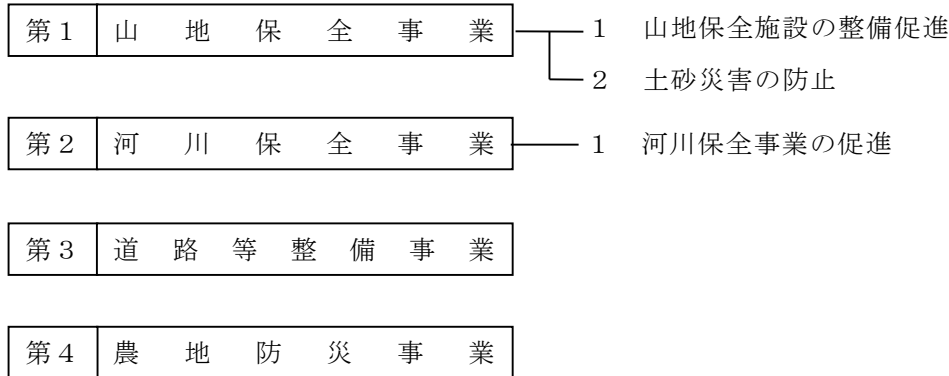 第１ 山地保全事業 1 山地保全施設の整備促進
2 土砂災害の防止
第２ 河川保全事業 1 河川保全事業の促進
第３ 道路等整備事業
第４ 農地防災事業